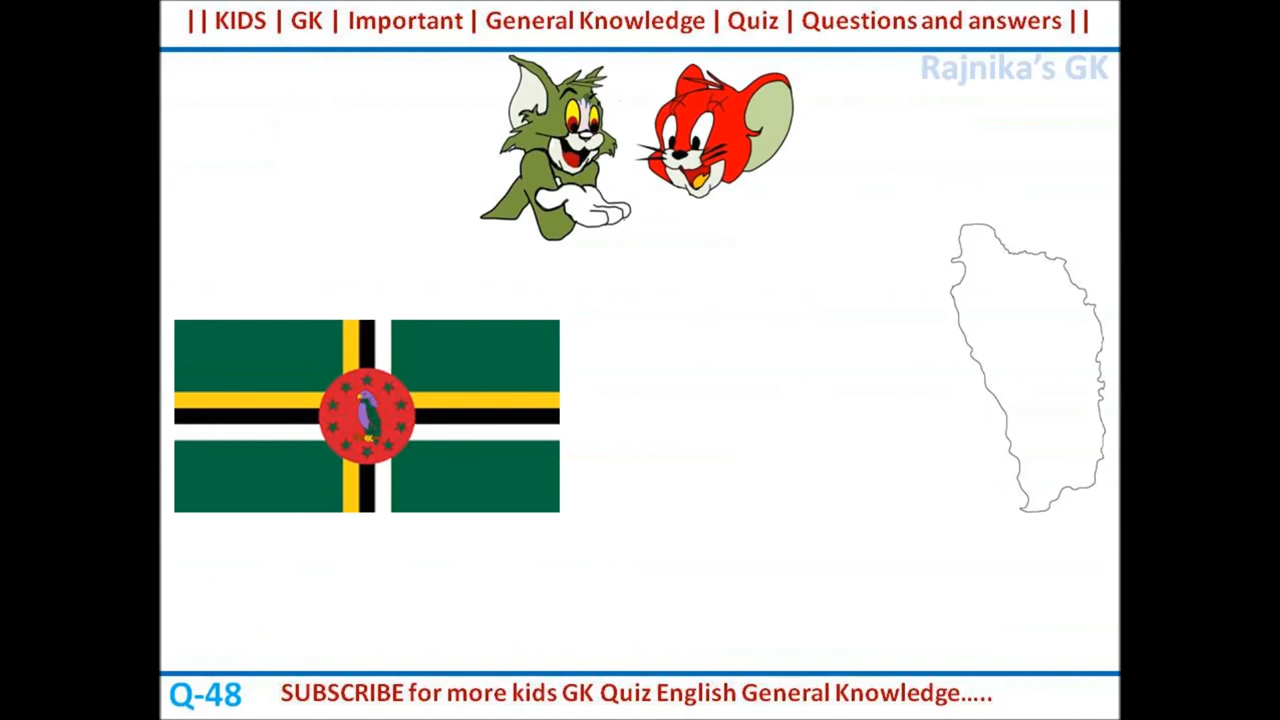 || KIDS | GK | Important | General Knowledge | Quiz | Questions and answers ||
Rajnika's GK
Q-48 SUBSCRIBE for more kids GK Quiz English General Knowledge.....